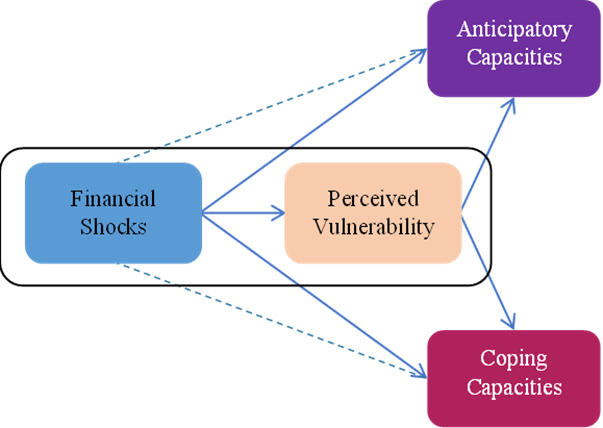 Anticipatory
Capacities
Financial
Shocks
Perceived
Vulnerability
Coping
Capacities